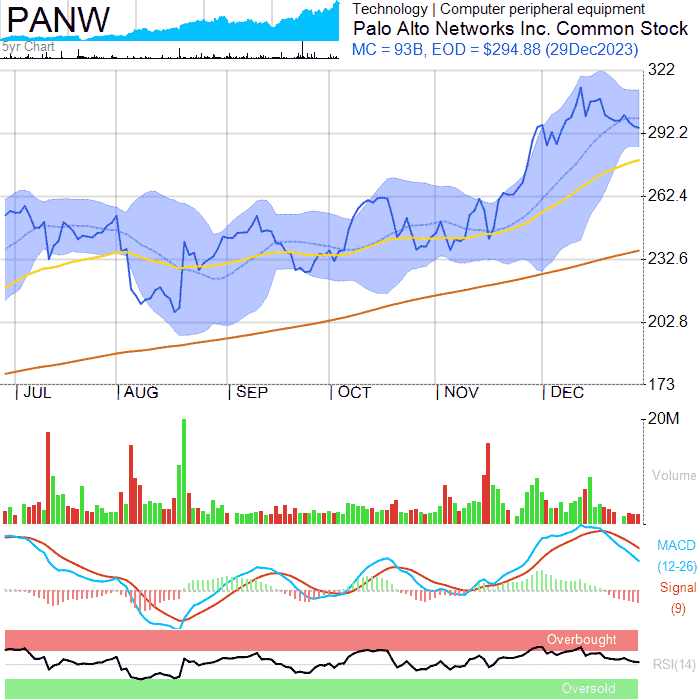 PANW
5yr Chart
Technology | Computer peripheral equipment
Palo Alto Networks Inc. Common Stock
MC = 93B, EOD = $294.88 (29Dec2023)
322
292.2
262.4
232.6
202.8
173
| JUL | AUG | SEP | OCT | NOV | DEC
20M
Volume
MACD
(12-26)
Signal
(9)
Overbought
RSI(14)
Oversold